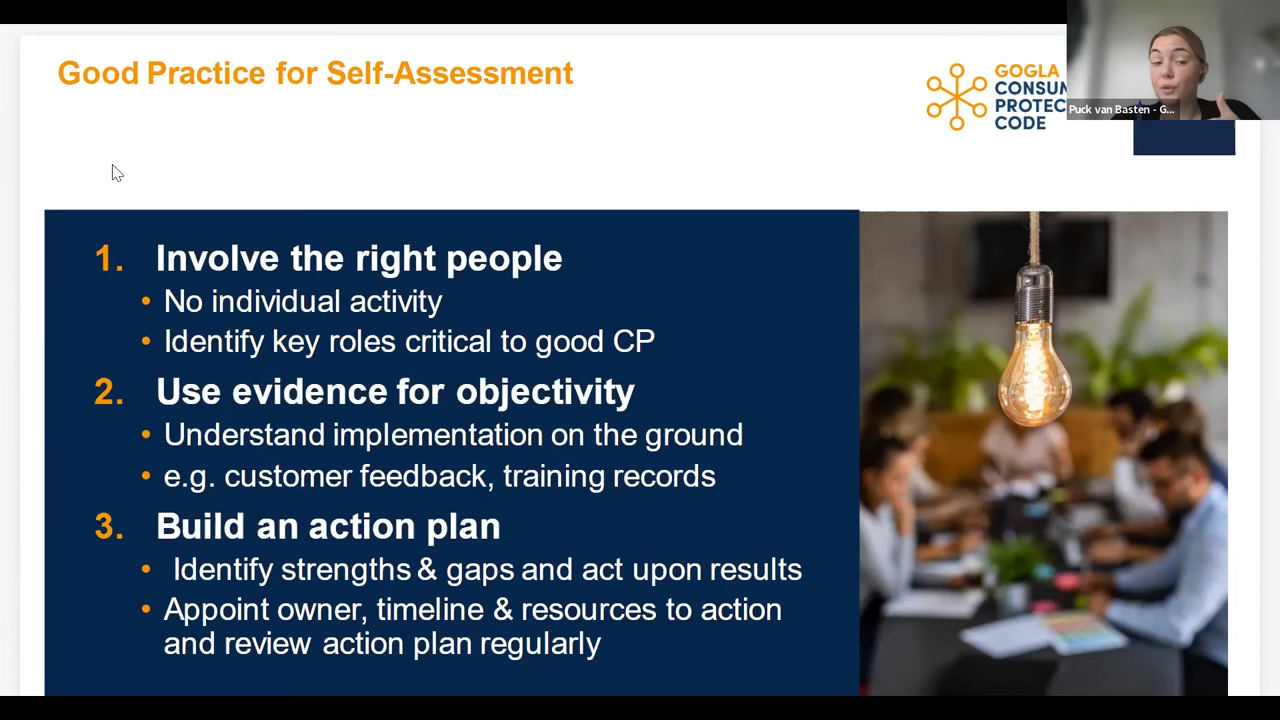 Good Practice for Self-Assessment
GOGLA
CONSUM
PROTEC
CODE
Puck van Basten - G...
1. Involve the right people
• No individual activity
• Identify key roles critical to good CP
2. Use evidence for objectivity
• Understand implementation on the ground
• e.g. customer feedback, training records
3. Build an action plan
• Identify strengths & gaps and act upon results
• Appoint owner, timeline & resources to action
and review action plan regularly